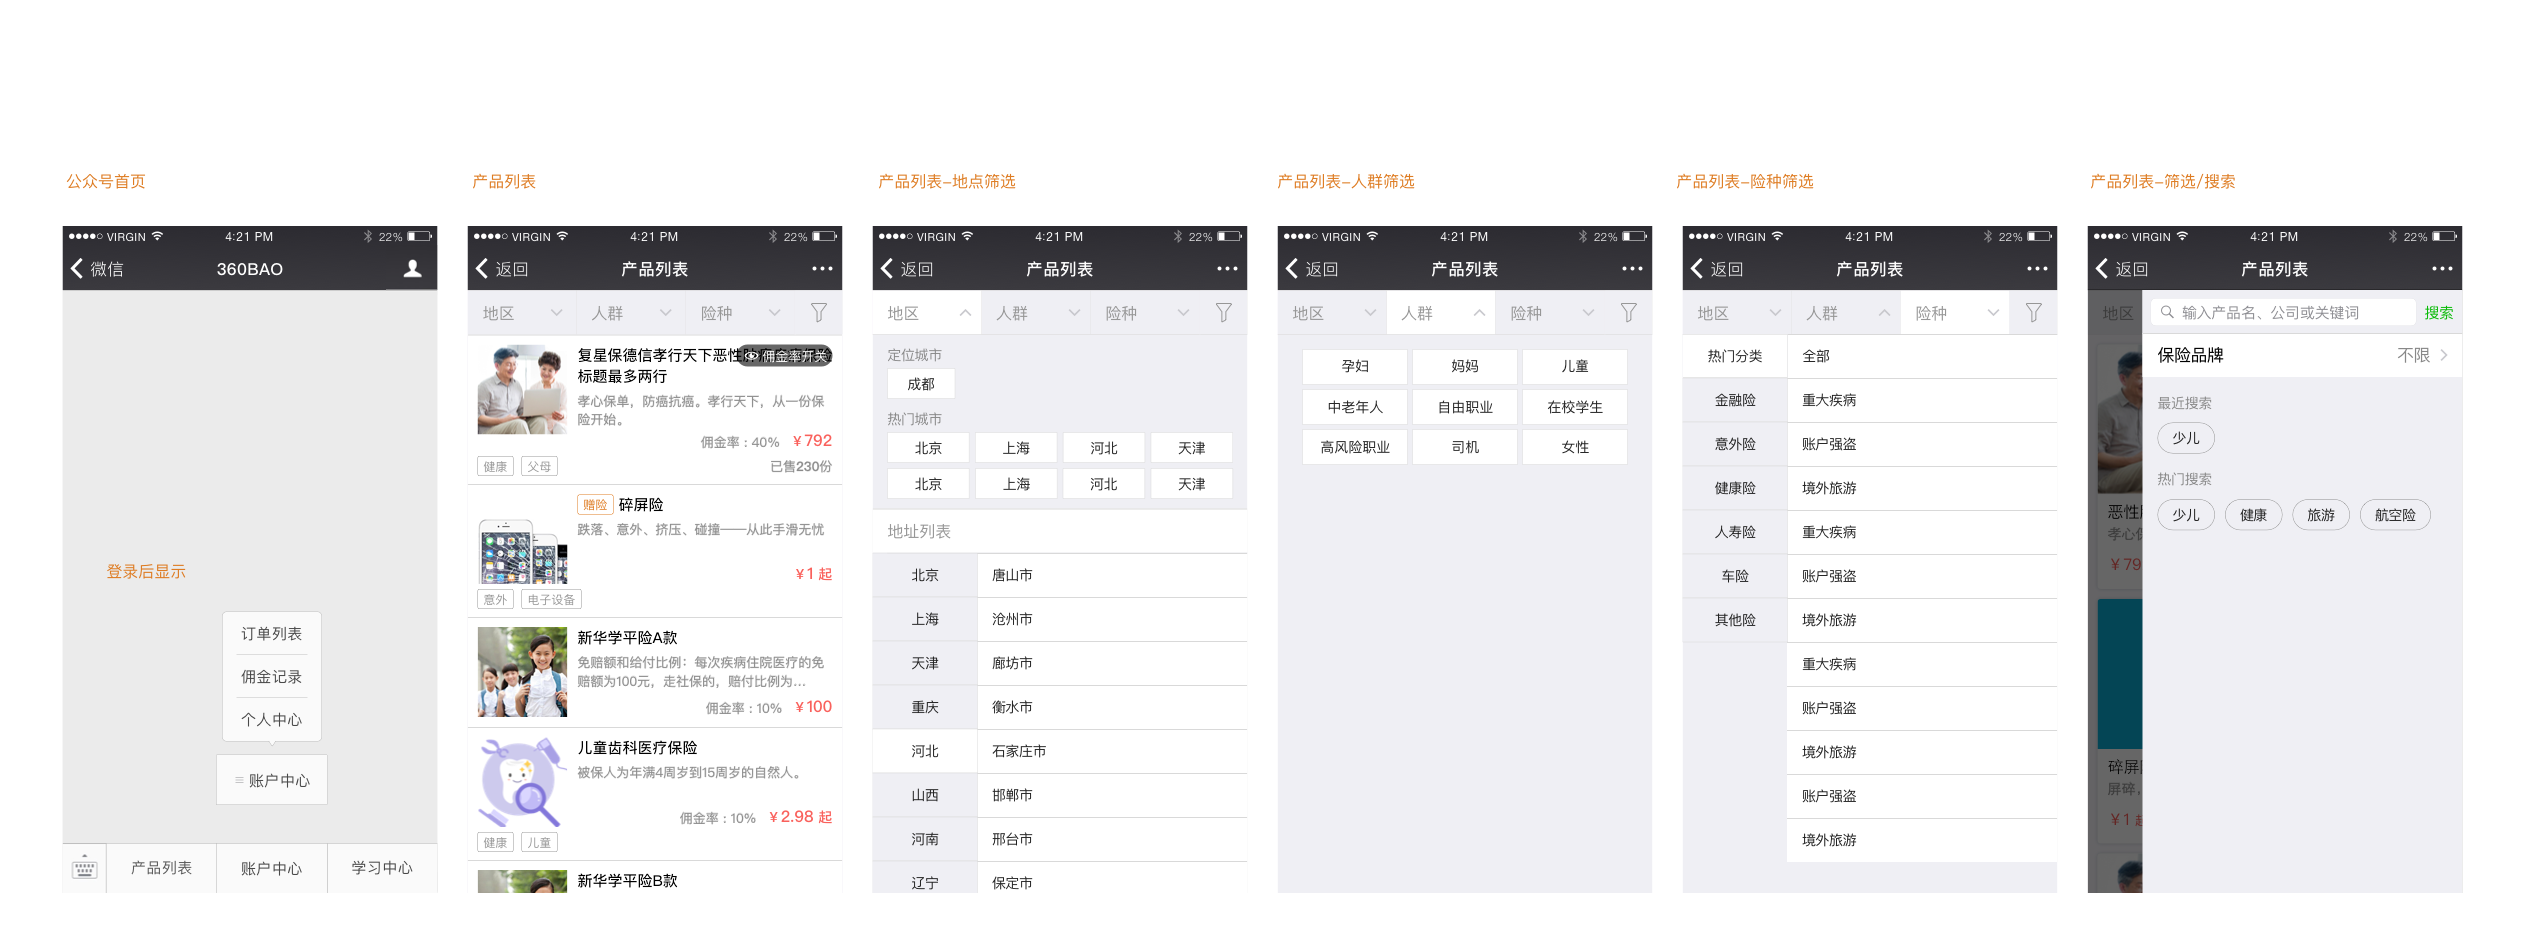 公众号首页
VIRGIN
4:21 PM
22%
微信
360BAO
登录后显示
订单列表
佣金记录
个人中心
账户中心
产品列表
账户中心
学习中心
产品列表
VIRGIN
4:21 PM
22%
返回
产品列表
地区
人群
险种
复星保德信孝行天下恶性
佣金率开关
标题最多两行
孝心保单，防癌抗癌。孝行天下，从一份保
险开始。
佣金率：40% ¥792
健康 父母
已售230份
赠险 碎屏险
跌落、意外、挤压、碰撞——从此手滑无忧
¥1 起
意外 电子设备
新华学平险A款
免赔额和给付比例：每次疾病住院医疗的免
赔额为100元，走社保的，赔付比例为...
佣金率：10% ¥100
儿童齿科医疗保险
被保人为年满4周岁到15周岁的自然人。
佣金率：10% ¥2.98 起
健康 儿童
新华学平险B款
产品列表-地点筛选
VIRGIN
4:21 PM
22%
返回
产品列表
地区
人群
险种
定位城市
成都
热门城市
北京 上海 河北 天津
北京 上海 河北 天津
地址列表
北京 唐山市
上海 沧州市
天津 廊坊市
重庆 衡水市
河北 石家庄市
山西 邯郸市
河南 邢台市
辽宁 保定市
产品列表-人群筛选
VIRGIN
4:21 PM
22%
返回
产品列表
地区
人群
险种
孕妇 妈妈 儿童
中老年人 自由职业 在校学生
高风险职业 司机 女性
产品列表-险种筛选
VIRGIN
4:21 PM
22%
返回
产品列表
地区
人群
险种
热门分类 全部
金融险 重大疾病
意外险 账户强盗
健康险 境外旅游
人寿险 重大疾病
车险 账户强盗
其他险 境外旅游
重大疾病
账户强盗
境外旅游
账户强盗
境外旅游
产品列表-筛选/搜索
VIRGIN
4:21 PM
22%
返回
产品列表
地区
输入产品名、公司或关键词
搜索
保险品牌
不限
最近搜索
少儿
热门搜索
少儿 健康 旅游 航空险
恶性
孝心
¥79
碎屏
屏碎，
¥1